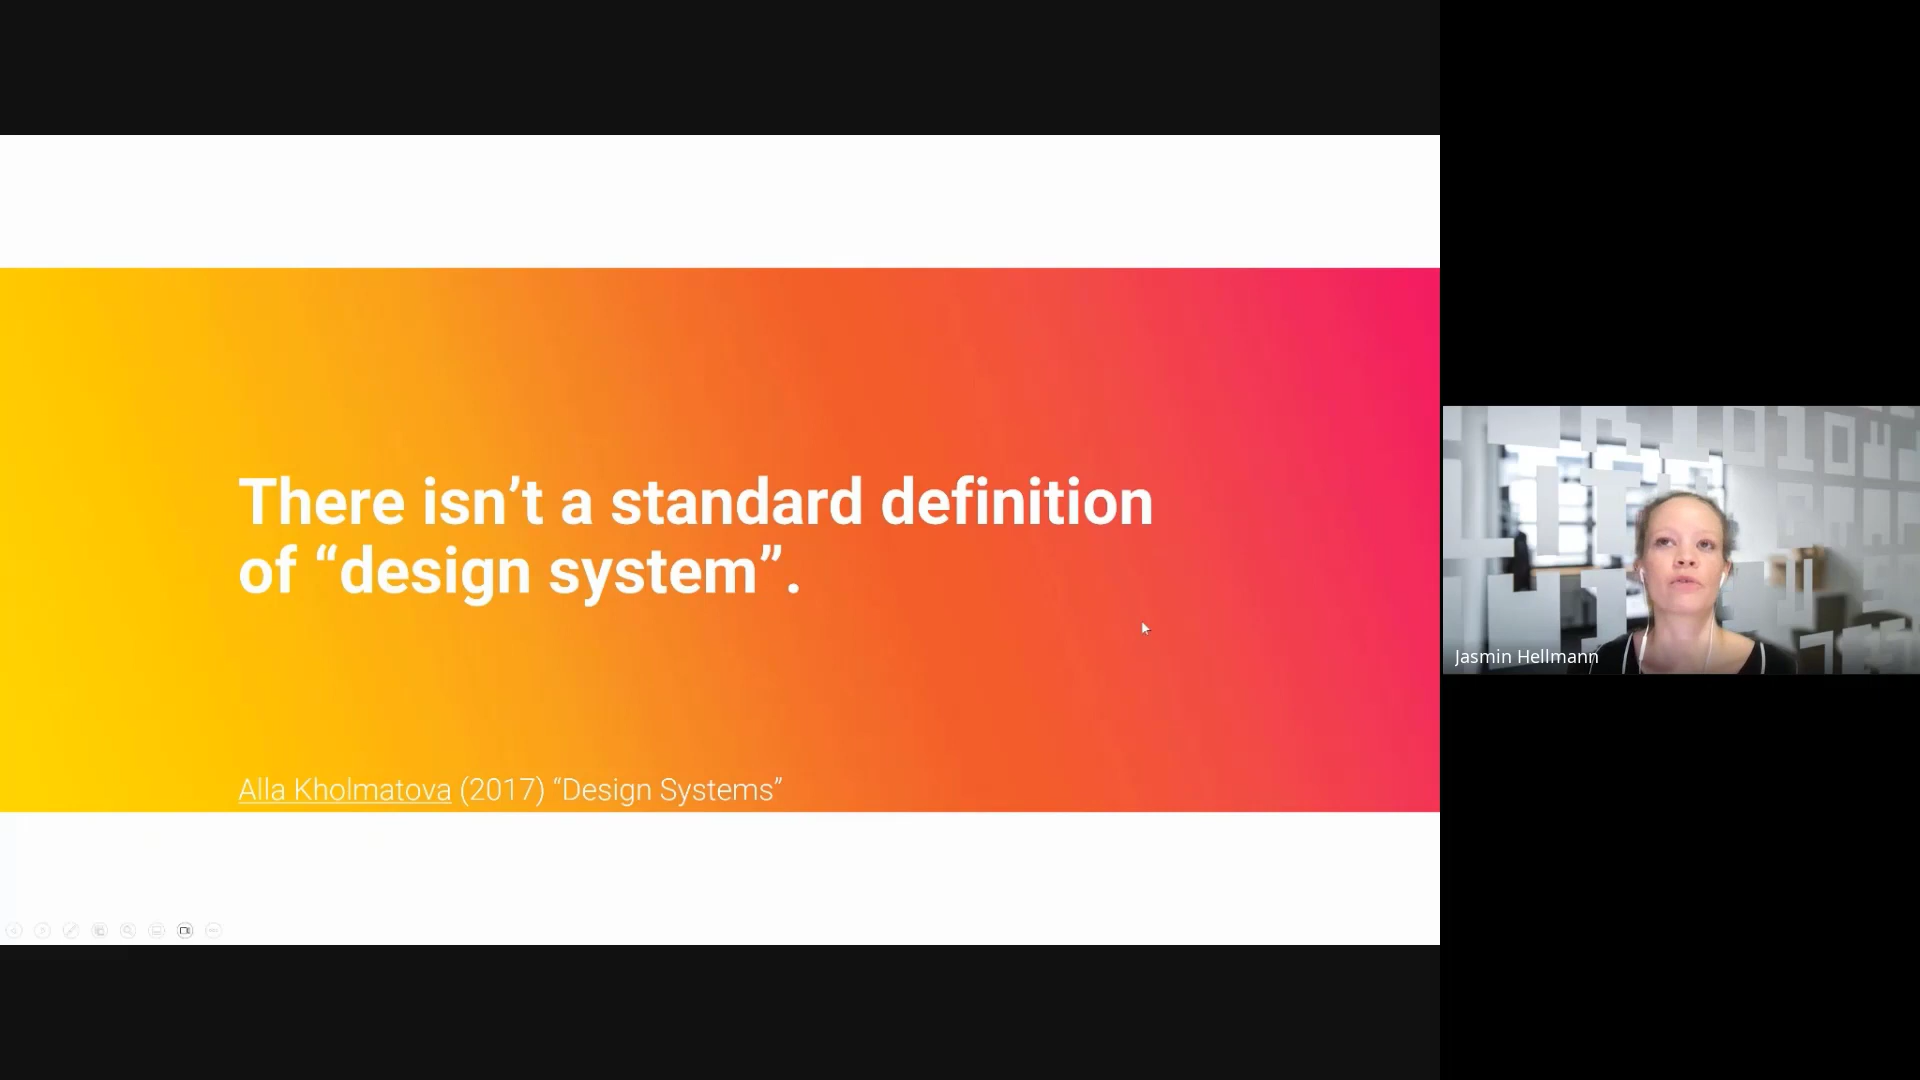 There isn’t a standard definition
of “design system”.
Alla Kholmatova (2017) “Design Systems”
Jasmin Hellmann